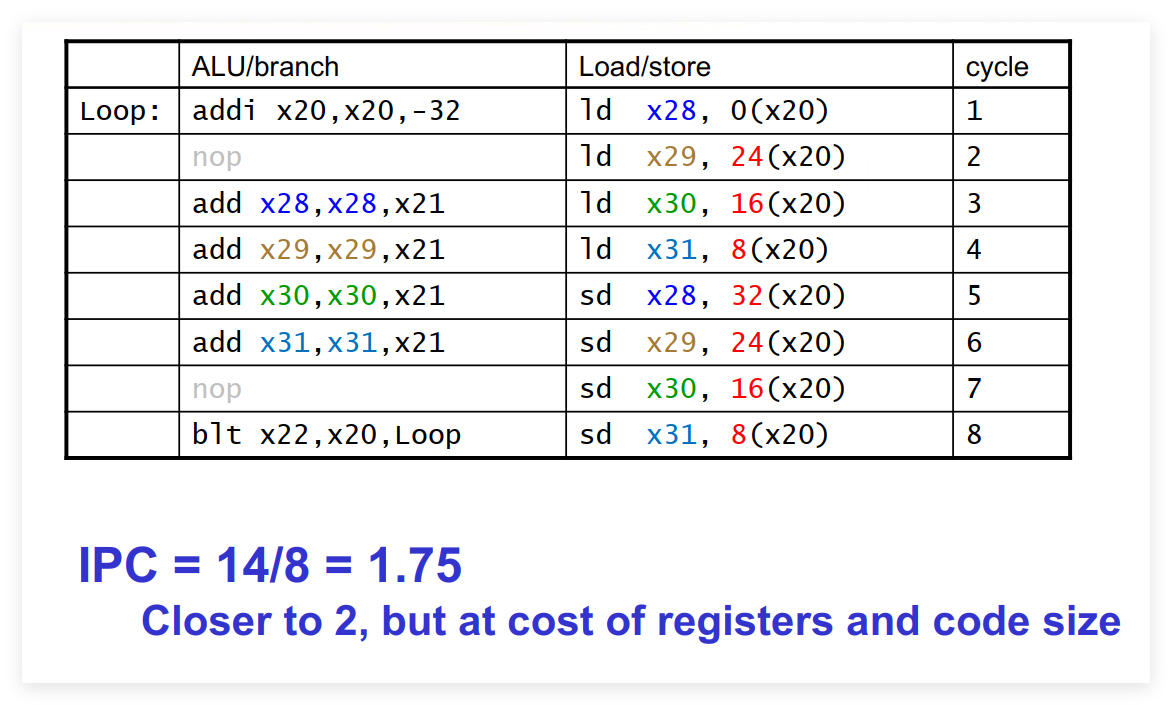 ALU/branch Load/store cycle
Loop: addi x20,x20,-32 ld x28, 0(x20) 1
nop ld x29, 24(x20) 2
add x28,x28,x21 ld x30, 16(x20) 3
add x29,x29,x21 ld x31, 8(x20) 4
add x30,x30,x21 sd x28, 32(x20) 5
add x31,x31,x21 sd x29, 24(x20) 6
nop sd x30, 16(x20) 7
blt x22,x20,Loop sd x31, 8(x20) 8
IPC = 14/8 = 1.75
Closer to 2, but at cost of registers and code size